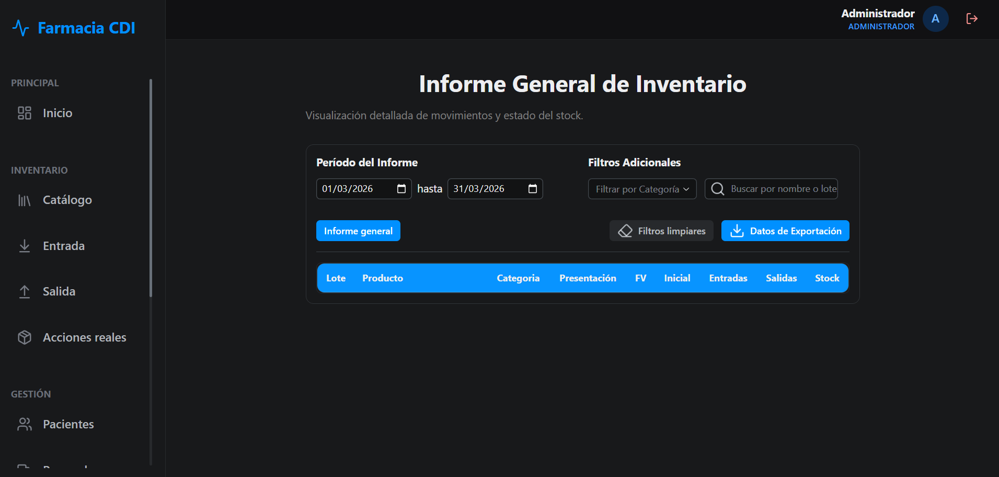 Farmacia CDI
Administrador
ADMINISTRADOR
A
PRINCIPAL
Inicio
INVENTARIO
Catálogo
Entrada
Salida
Acciones reales
GESTIÓN
Pacientes
Informe General de Inventario
Visualización detallada de movimientos y estado del stock.
Período del Informe
Filtros Adicionales
01/03/2026 hasta 31/03/2026
Filtrar por Categoría
Buscar por nombre o lote
Informe general
Filtros limpiares
Datos de Exportación
Lote Producto Categoria Presentación FV Inicial Entradas Salidas Stock